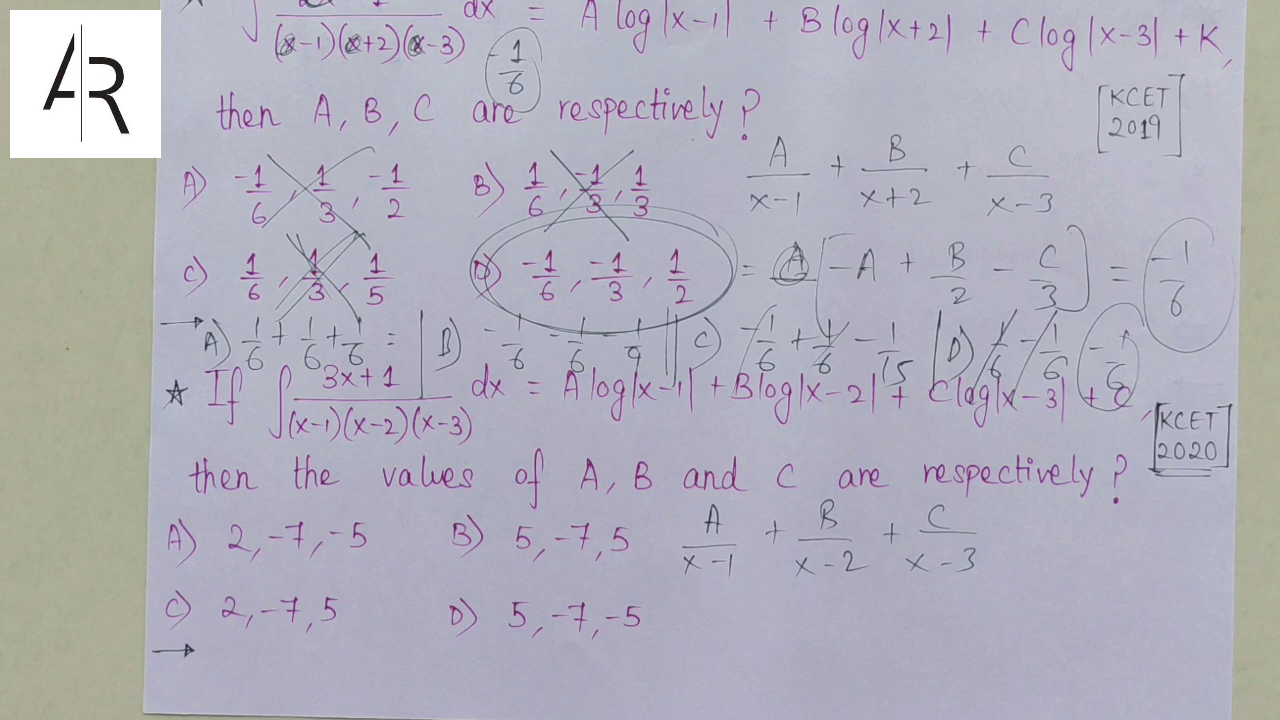 AR
★ ∫ / (x-1)(x+2)(x-3) dx = A log|x-1| + B log|x+2| + C log|x-3| + K,
-1/6
then A, B, C are respectively?
[KCET 2019]
A) -1/6, 1/3, -1/2 B) 1/6, -1/3, 1/3
A/x-1 + B/x+2 + C/x-3
C) 1/6, 1/3, 1/5 D) -1/6, -1/3, 1/2
= [-A + B/2 - C/3] = -1/6
→ A) 1/6 + 1/6 + 1/6 = | B) -1/6 - 1/6 - 1/9 || C) -1/6 + 1/6 - 1/15 | D) 1/6 - 1/6 - 1/6
★ If ∫ 3x+1/(x-1)(x-2)(x-3) dx = A log|x-1| + B log|x-2| + C log|x-3| + C,
[KCET 2020]
then the values of A, B and C are respectively?
A) 2, -7, -5 B) 5, -7, 5
A/x-1 + B/x-2 + C/x-3
C) 2, -7, 5 D) 5, -7, -5
→